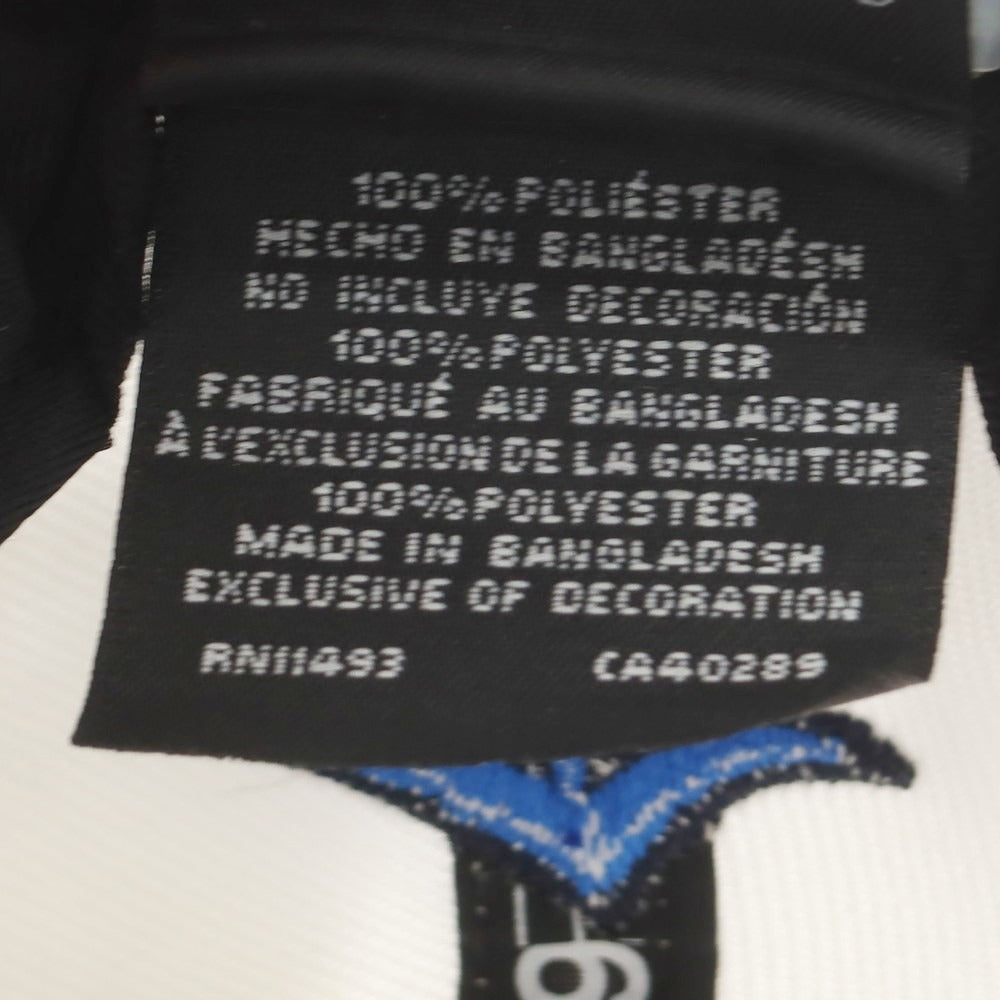 100% POLIÉSTER
HECHO EN BANGLADÉSH
NO INCLUYE DECORACIÓN
100% POLYESTER
FABRIQUÉ AU BANGLADESH
À L'EXCLUSION DE LA GARNITURE
100% POLYESTER
MADE IN BANGLADESH
EXCLUSIVE OF DECORATION
RN11493 CA40289